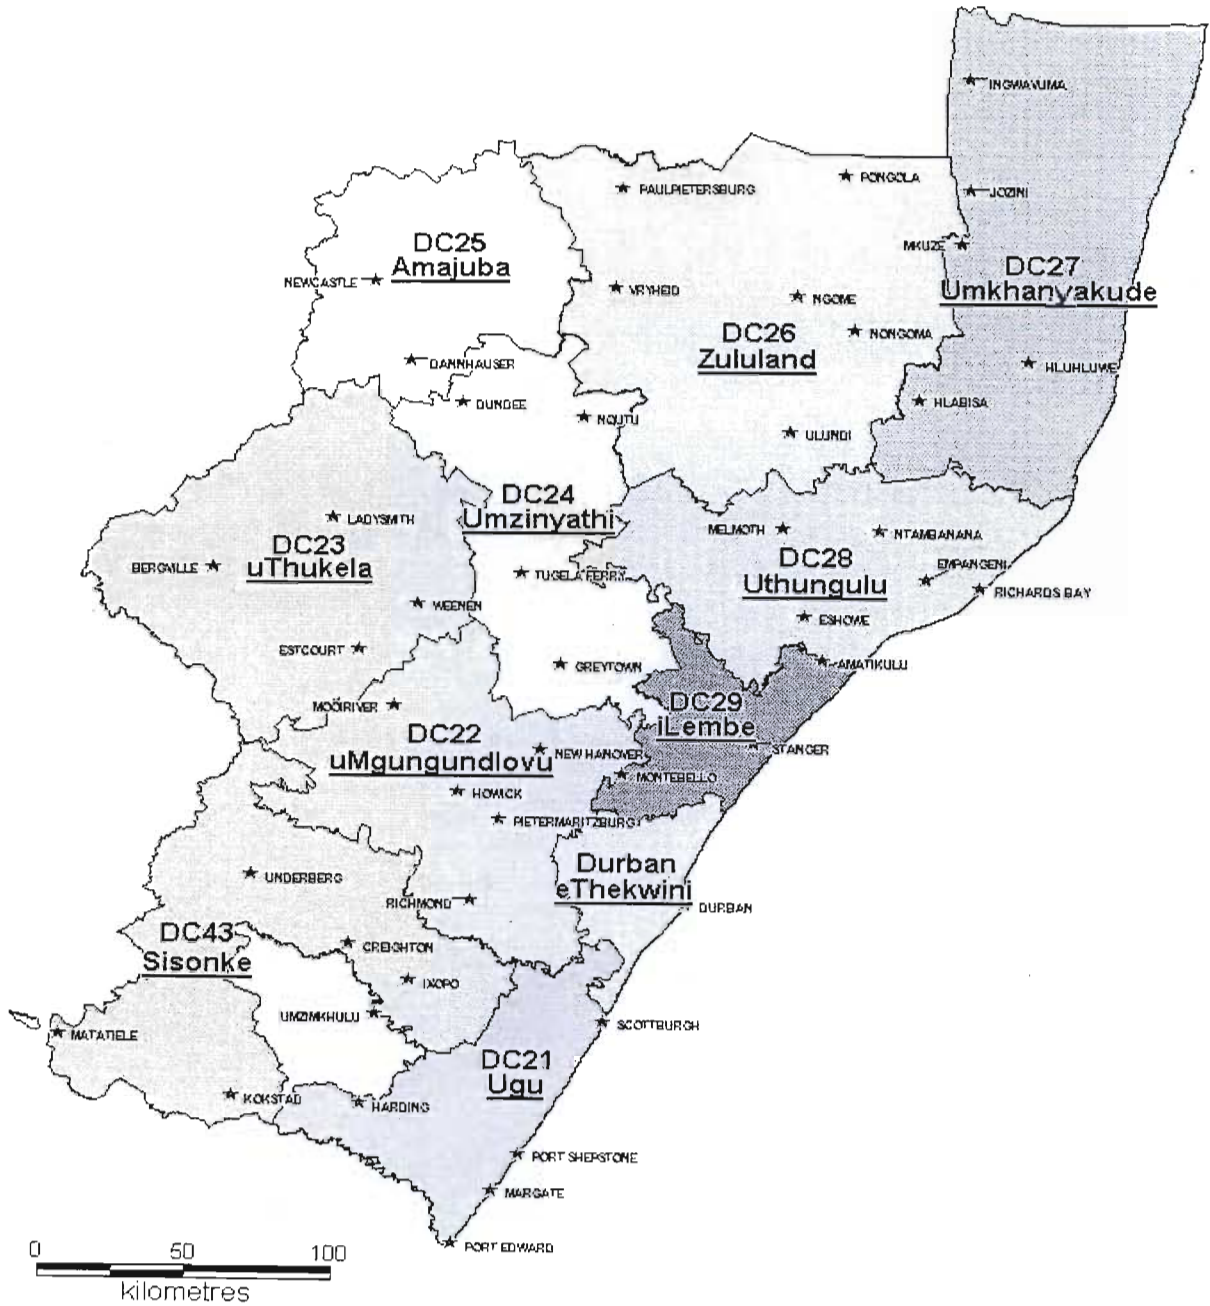 INGWAVUMA
PONGOLA
PAULPIETERSBURG
JOZINI
DC25
Amajuba
MKUZE
DC27
Umkhanyakude
NEWCASTLE
VRYHEID
NGOME
DC26
Zululand
NONGOMA
DANNHAUSER
HLUHLUWE
DUNDEE
HLABISA
NQUTU
ULUNDI
DC24
Umzinyathi
LADYSMITH
MELMOTH
NTAMBANANA
DC23
uThukela
DC28
Uthungulu
BERGVILLE
TUGELA FERRY
EMPANGENI
RICHARDS BAY
WEENEN
ESHOWE
ESTCOURT
GREYTOWN
AMATIKULU
MOOIRIVER
DC29
iLembe
DC22
uMgungundlovu
NEW HANOVER
STANGER
MONTEBELLO
HOWICK
PIETERMARITZBURG
Durban
eThekwini
UNDERBERG
RICHMOND
DURBAN
DC43
Sisonke
CREIGHTON
IXOPO
UMZIMKHULU
SCOTTBURGH
MATATIELE
DC21
Ugu
KOKSTAD
HARDING
PORT SHEPSTONE
MARGATE
PORT EDWARD
0 50 100
kilometres